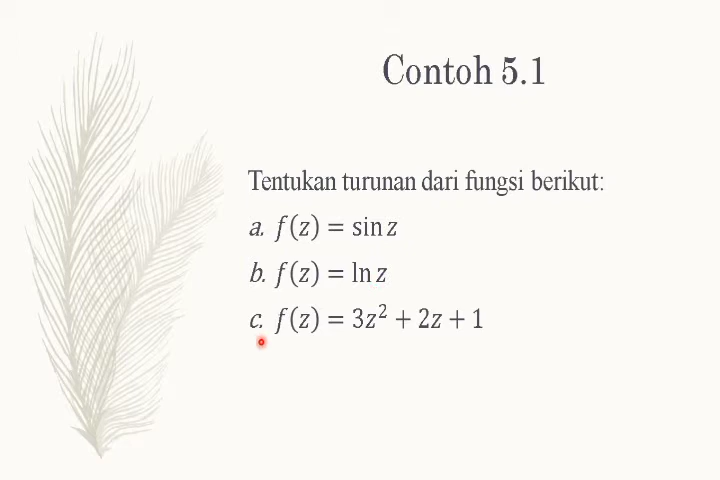 Contoh 5.1
Tentukan turunan dari fungsi berikut:
a. f(z) = sin z
b. f(z) = ln z
c. f(z) = 3z² + 2z + 1